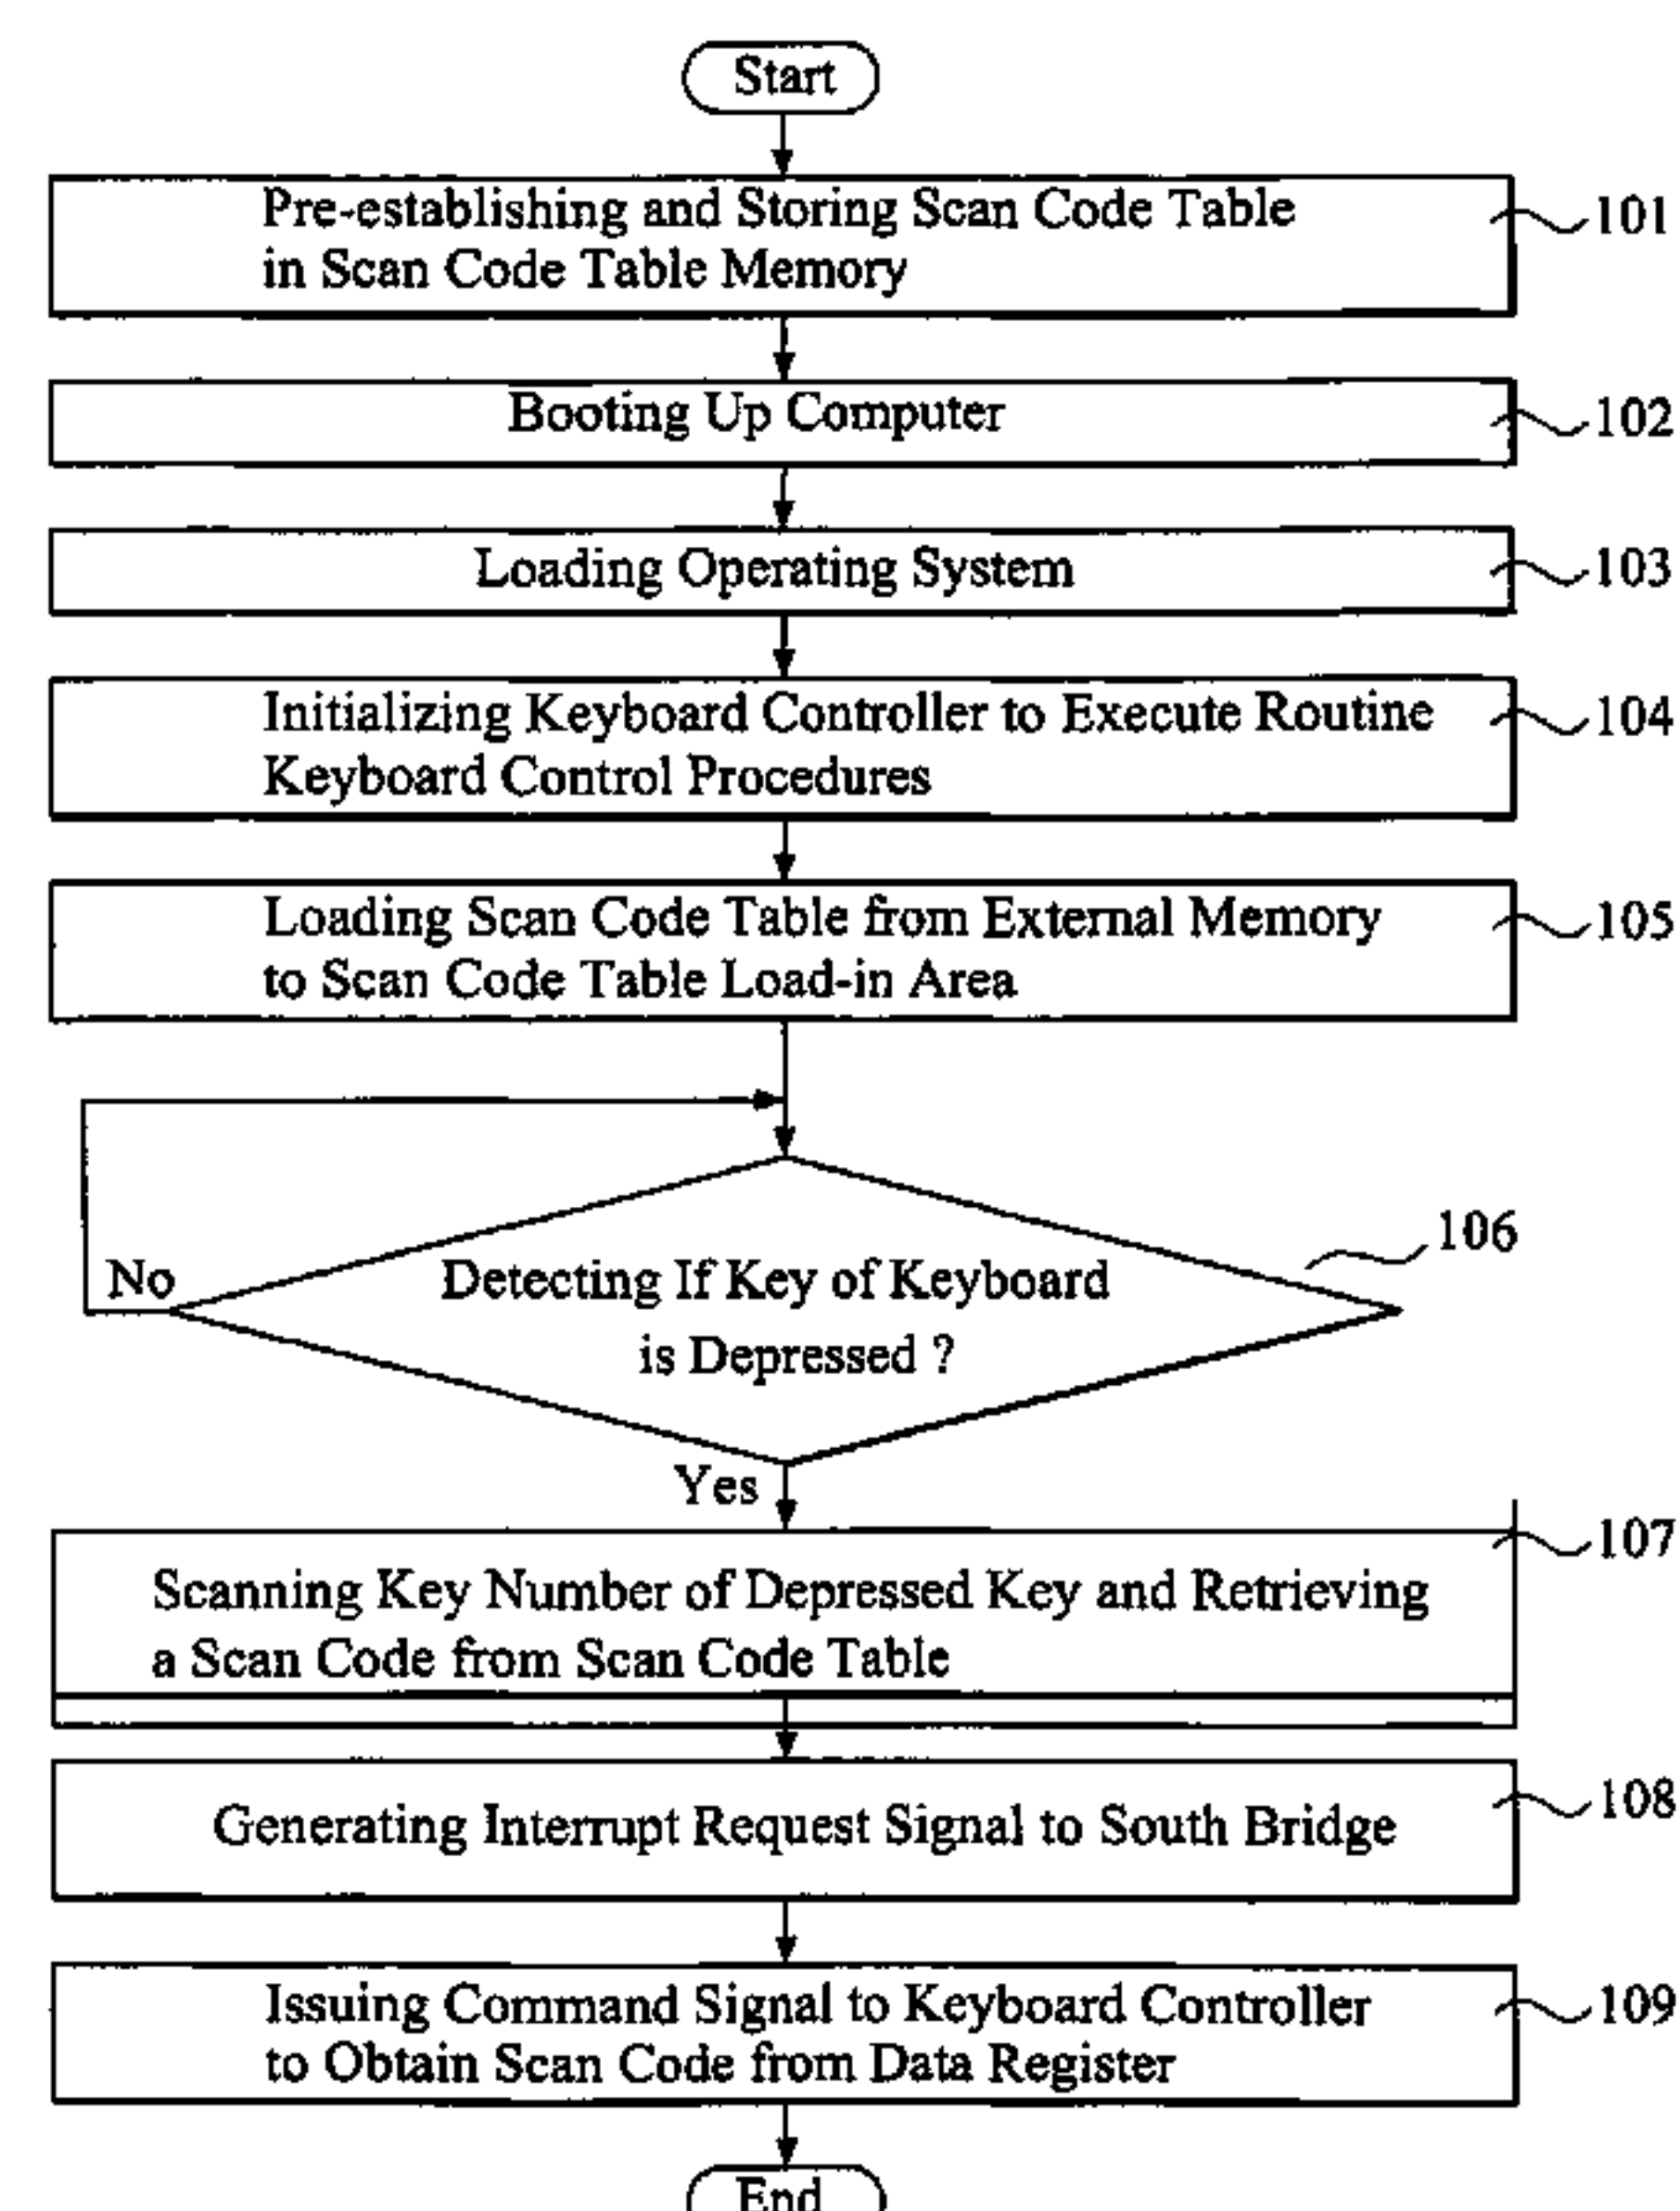 Start
Pre-establishing and Storing Scan Code Table
in Scan Code Table Memory
101
Booting Up Computer
102
Loading Operating System
103
Initializing Keyboard Controller to Execute Routine
Keyboard Control Procedures
104
Loading Scan Code Table from External Memory
to Scan Code Table Load-in Area
105
106
No
Detecting If Key of Keyboard
is Depressed ?
Yes
107
Scanning Key Number of Depressed Key and Retrieving
a Scan Code from Scan Code Table
108
Generating Interrupt Request Signal to South Bridge
Issuing Command Signal to Keyboard Controller
to Obtain Scan Code from Data Register
109
End